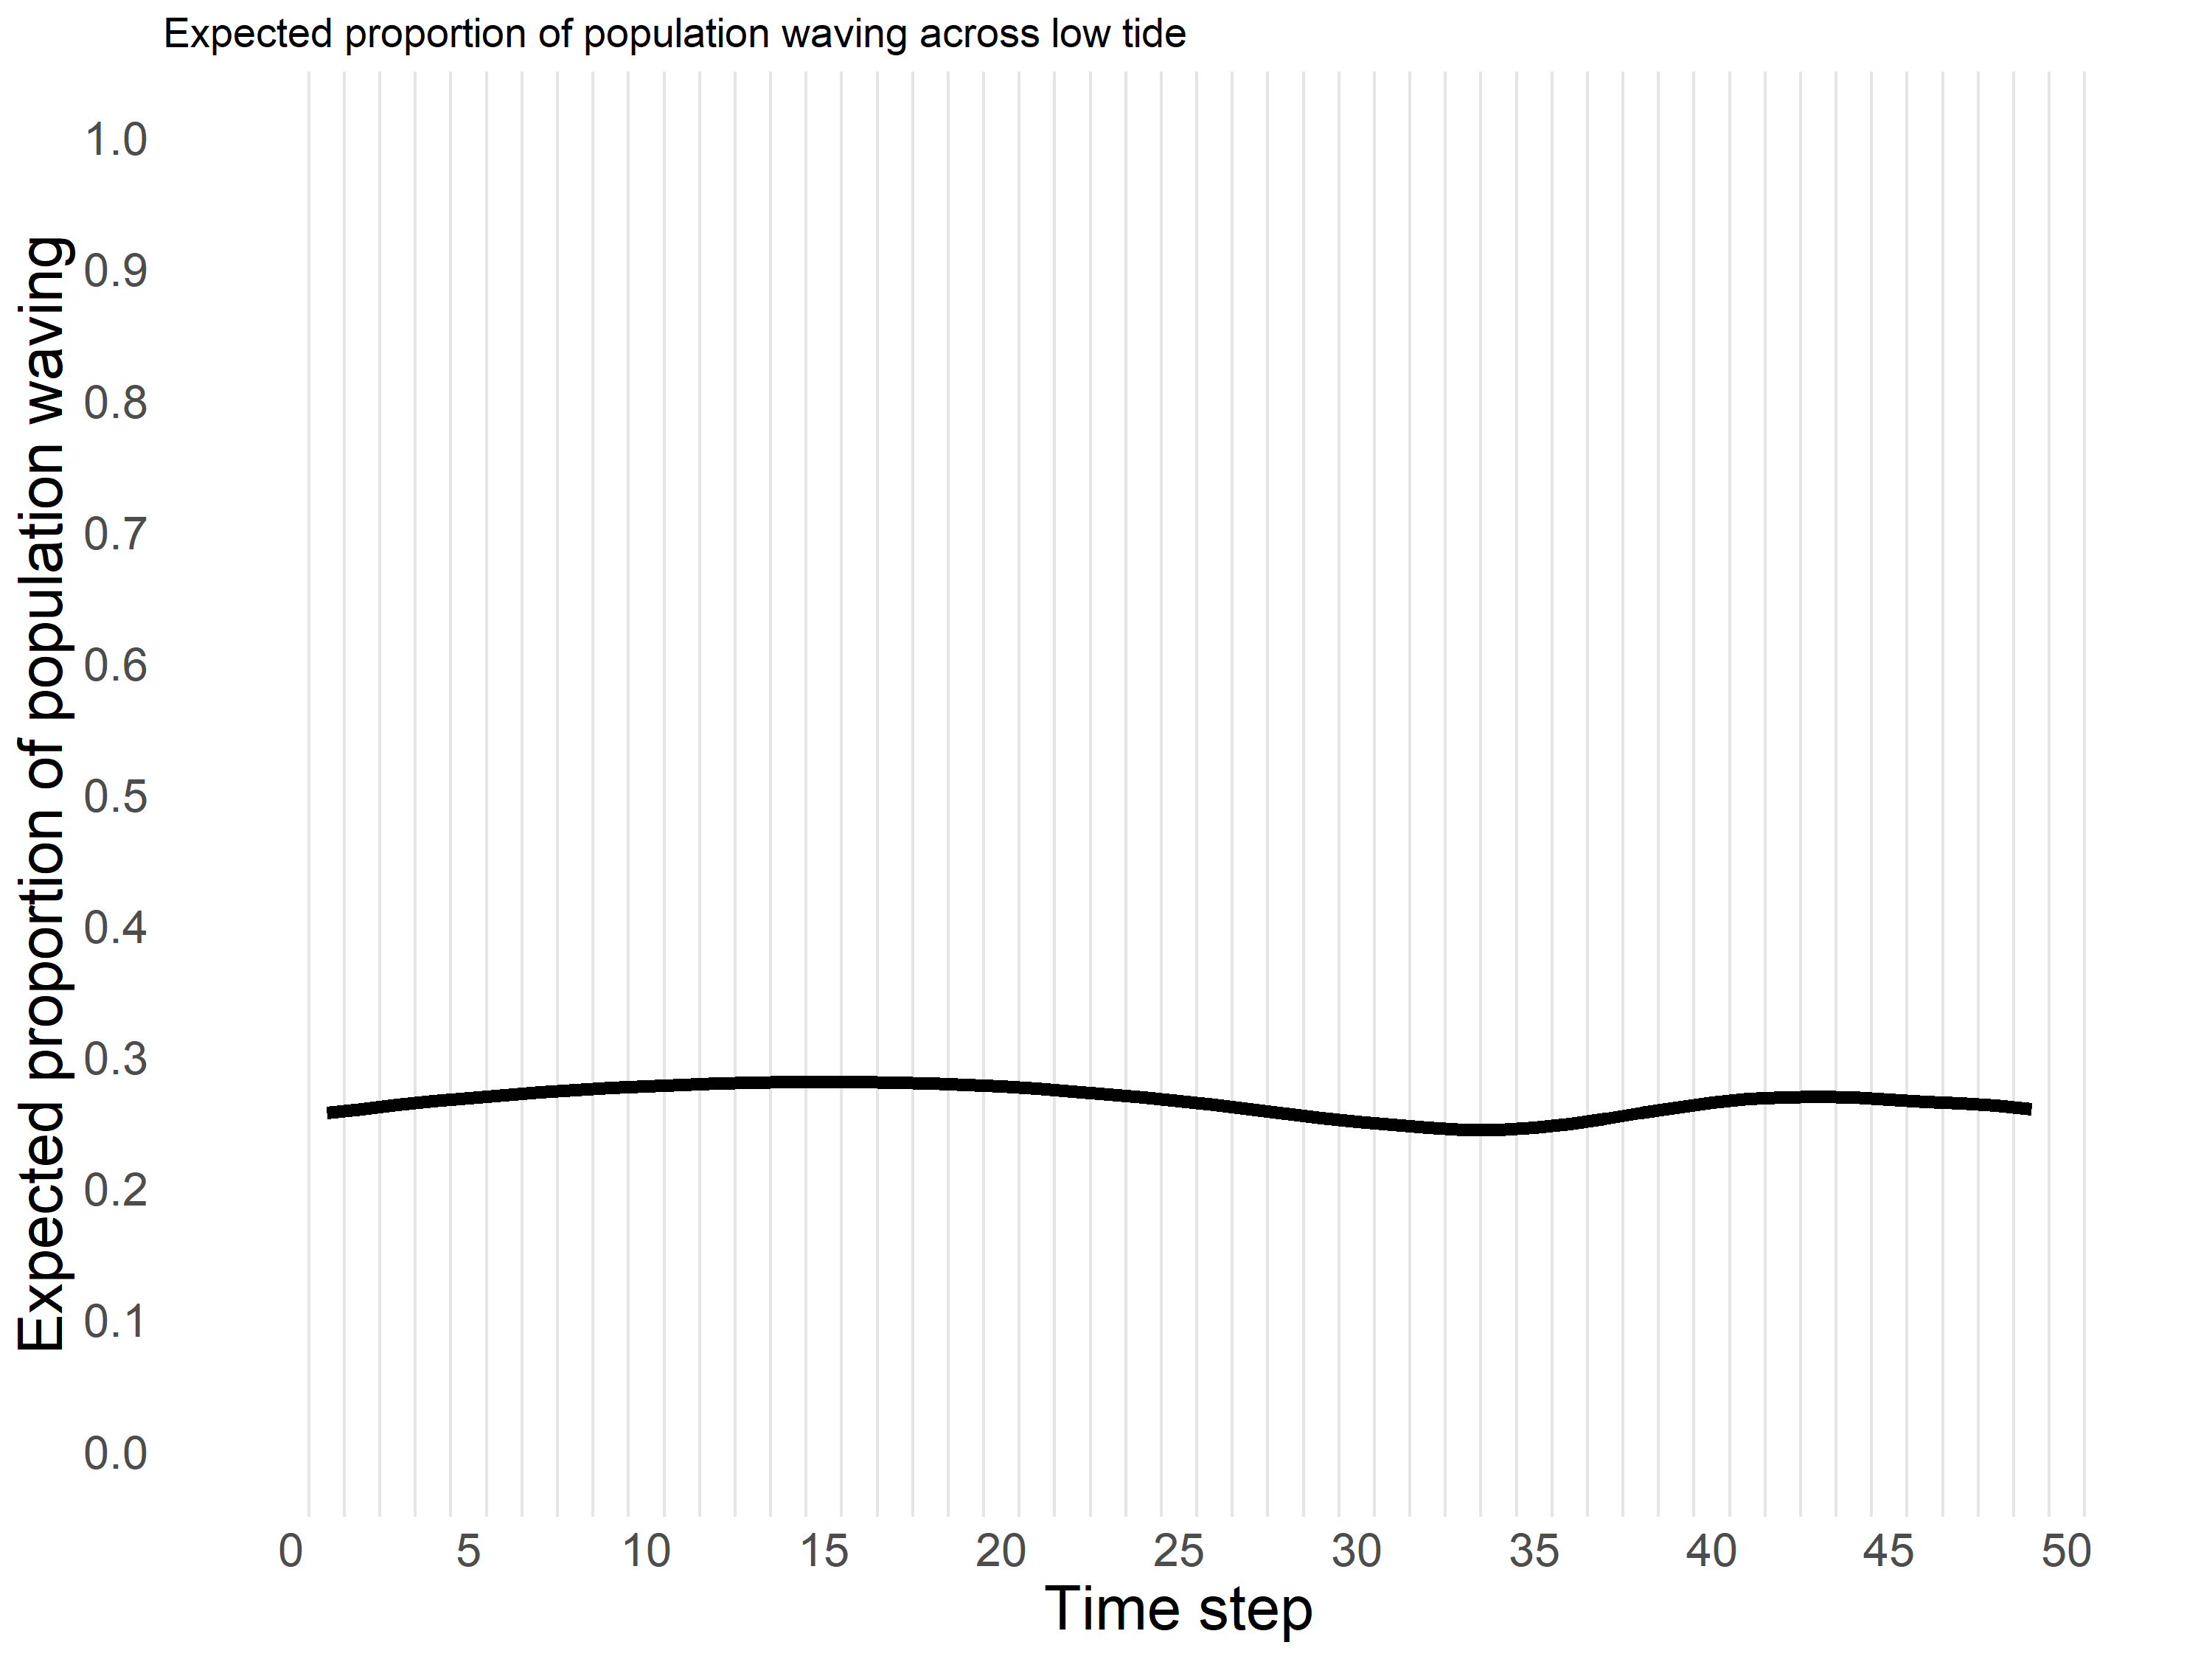 Expected proportion of population waving across low tide
Expected proportion of population waving
1.0
0.9
0.8
0.7
0.6
0.5
0.4
0.3
0.2
0.1
0.0
0 5 10 15 20 25 30 35 40 45 50
Time step